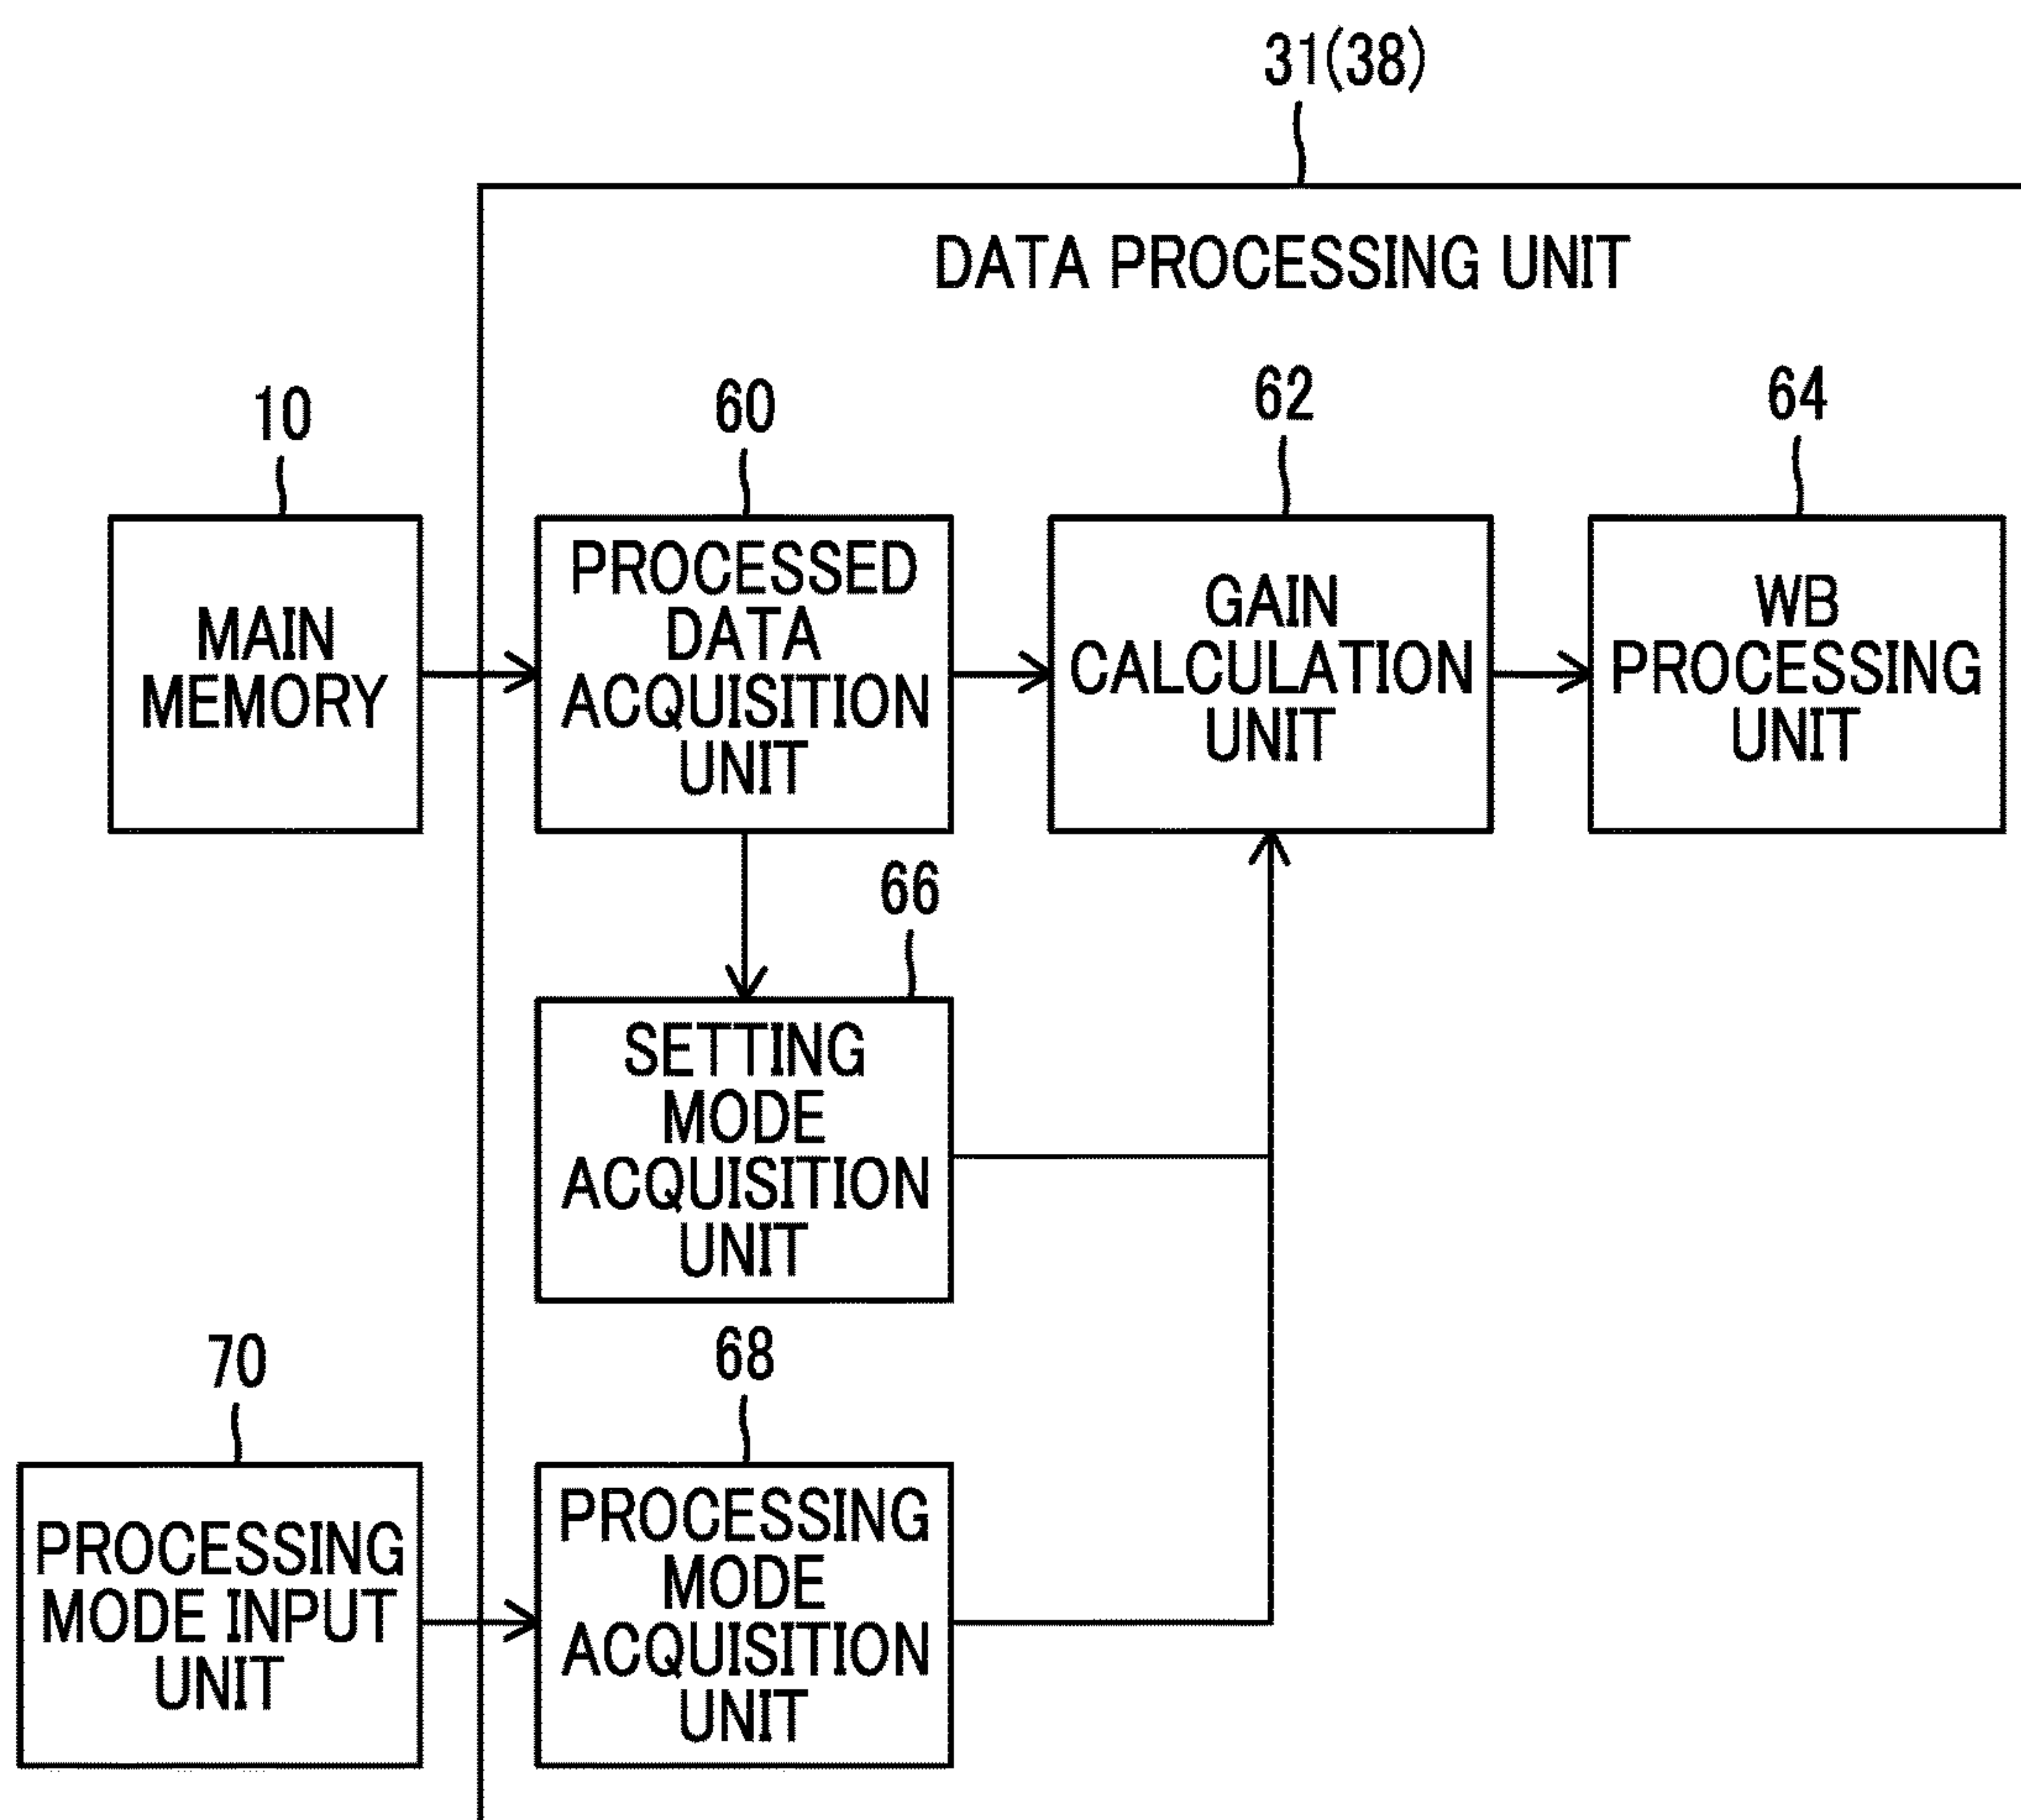 31(38)
DATA PROCESSING UNIT
10
60
62
64
MAIN
MEMORY
PROCESSED
DATA
ACQUISITION
UNIT
GAIN
CALCULATION
UNIT
WB
PROCESSING
UNIT
66
SETTING
MODE
ACQUISITION
UNIT
70
68
PROCESSING
MODE INPUT
UNIT
PROCESSING
MODE
ACQUISITION
UNIT